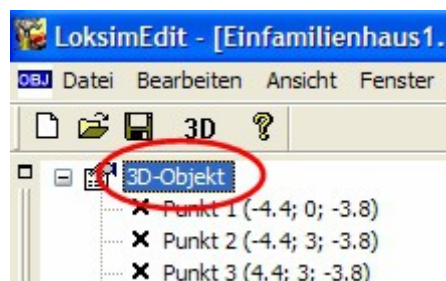 LoksimEdit - [Einfamilienhaus1.
OBJ Datei Bearbeiten Ansicht Fenster
3D ?
3D-Objekt
Punkt 1 (-4.4; 0; -3.8)
Punkt 2 (-4.4; 3; -3.8)
Punkt 3 (4.4; 3; -3.8)